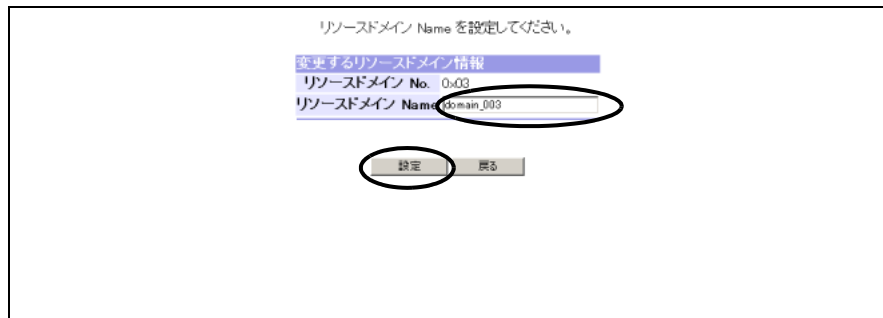 リソースドメイン Name を設定してください。
変更するリソースドメイン情報
リソースドメイン No. 0x03
リソースドメイン Name domain_003
設定 戻る